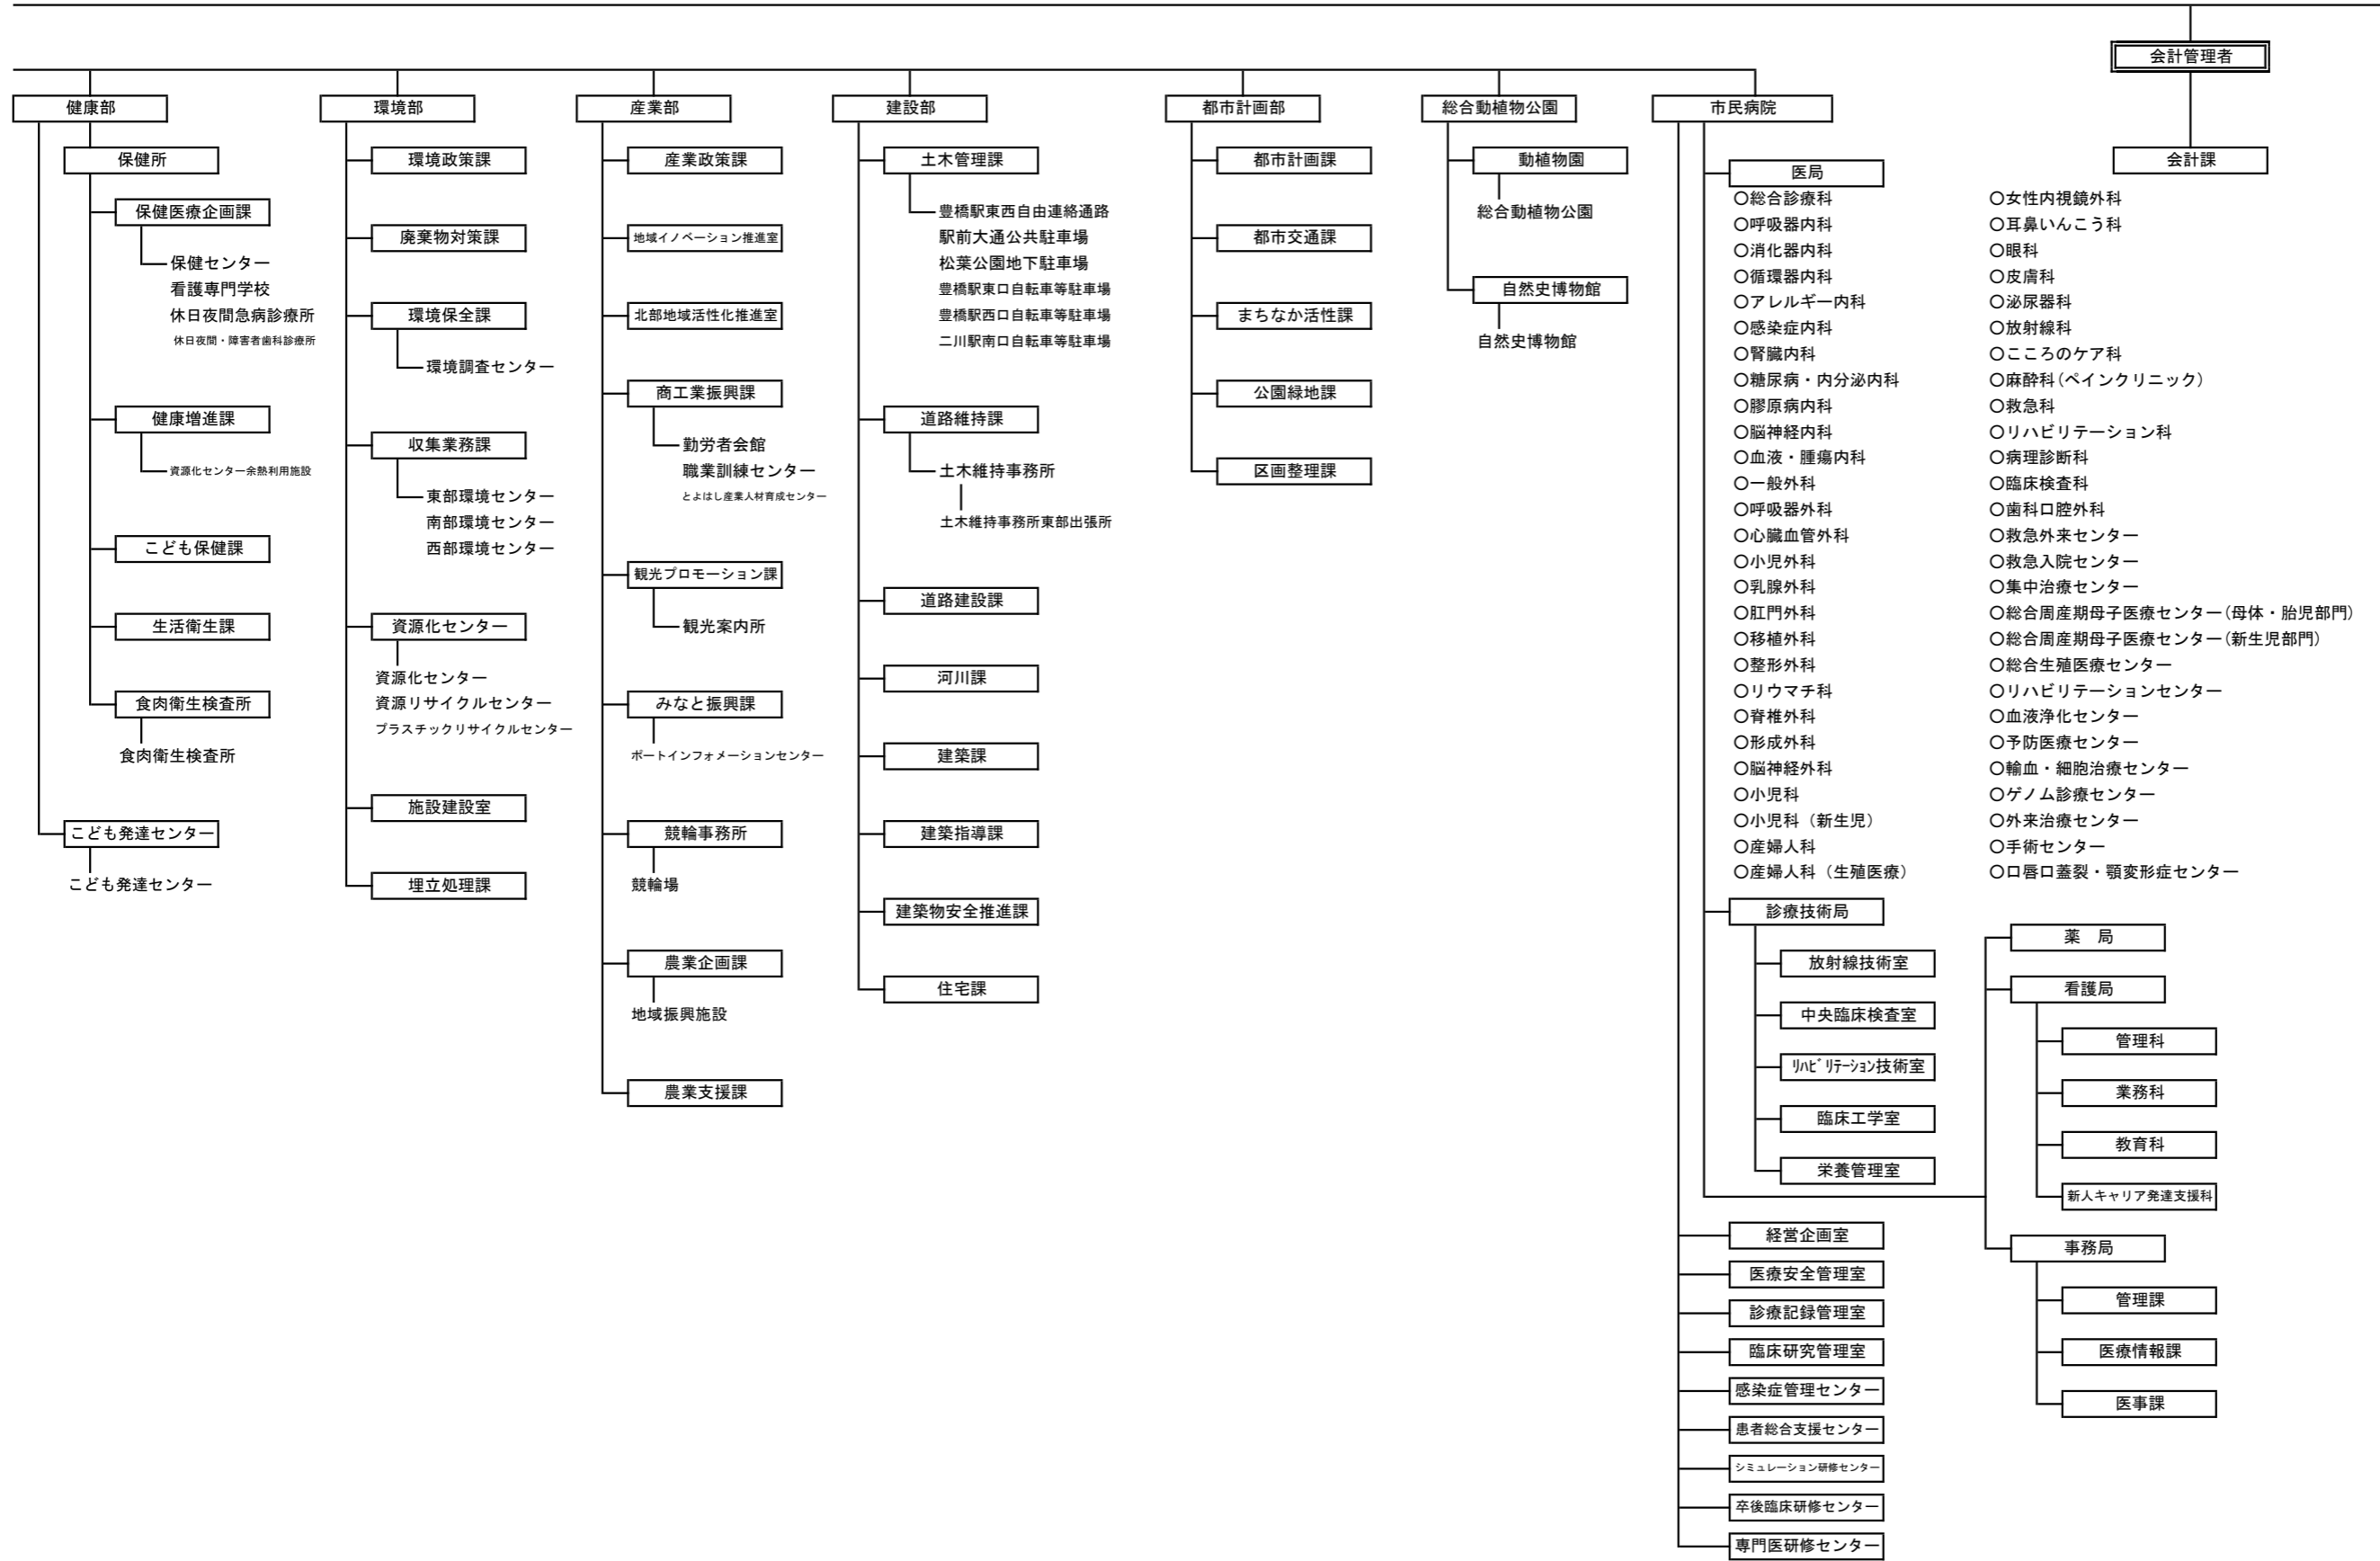 会計管理者
会計課
健康部
保健所
保健医療企画課
保健センター
看護専門学校
休日夜間急病診療所
休日夜間・障害者歯科診療所
健康増進課
資源化センター余熱利用施設
こども保健課
生活衛生課
食肉衛生検査所
食肉衛生検査所
こども発達センター
こども発達センター
環境部
環境政策課
廃棄物対策課
環境保全課
環境調査センター
収集業務課
東部環境センター
南部環境センター
西部環境センター
資源化センター
資源化センター
資源リサイクルセンター
プラスチックリサイクルセンター
施設建設室
埋立処理課
産業部
産業政策課
地域イノベーション推進室
北部地域活性化推進室
商工業振興課
勤労者会館
職業訓練センター
とよはし産業人材育成センター
観光プロモーション課
観光案内所
みなと振興課
ポートインフォメーションセンター
競輪事務所
競輪場
農業企画課
地域振興施設
農業支援課
建設部
土木管理課
豊橋駅東西自由連絡通路
駅前大通公共駐車場
松葉公園地下駐車場
豊橋駅東口自転車等駐車場
豊橋駅西口自転車等駐車場
二川駅南口自転車等駐車場
道路維持課
土木維持事務所
土木維持事務所東部出張所
道路建設課
河川課
建築課
建築指導課
建築物安全推進課
住宅課
都市計画部
都市計画課
都市交通課
まちなか活性課
公園緑地課
区画整理課
総合動植物公園
動植物園
総合動植物公園
自然史博物館
自然史博物館
市民病院
医局
〇総合診療科
〇呼吸器内科
〇消化器内科
〇循環器内科
〇アレルギー内科
〇感染症内科
〇腎臓内科
〇糖尿病・内分泌内科
〇膠原病内科
〇脳神経内科
〇血液・腫瘍内科
〇一般外科
〇呼吸器外科
〇心臓血管外科
〇小児外科
〇乳腺外科
〇肛門外科
〇移植外科
〇整形外科
〇リウマチ科
〇脊椎外科
〇形成外科
〇脳神経外科
〇小児科
〇小児科（新生児）
〇産婦人科
〇産婦人科（生殖医療）
〇女性内視鏡外科
〇耳鼻いんこう科
〇眼科
〇皮膚科
〇泌尿器科
〇放射線科
〇こころのケア科
〇麻酔科(ペインクリニック)
〇救急科
〇リハビリテーション科
〇病理診断科
〇臨床検査科
〇歯科口腔外科
〇救急外来センター
〇救急入院センター
〇集中治療センター
〇総合周産期母子医療センター(母体・胎児部門)
〇総合周産期母子医療センター(新生児部門)
〇総合生殖医療センター
〇リハビリテーションセンター
〇血液浄化センター
〇予防医療センター
〇輸血・細胞治療センター
〇ゲノム診療センター
〇外来治療センター
〇手術センター
〇口唇口蓋裂・顎変形症センター
診療技術局
放射線技術室
中央臨床検査室
ﾘﾊﾋﾞﾘﾃｰｼｮﾝ技術室
臨床工学室
栄養管理室
薬　局
看護局
管理科
業務科
教育科
新人キャリア発達支援科
事務局
管理課
医療情報課
医事課
経営企画室
医療安全管理室
診療記録管理室
臨床研究管理室
感染症管理センター
患者総合支援センター
シミュレーション研修センター
卒後臨床研修センター
専門医研修センター